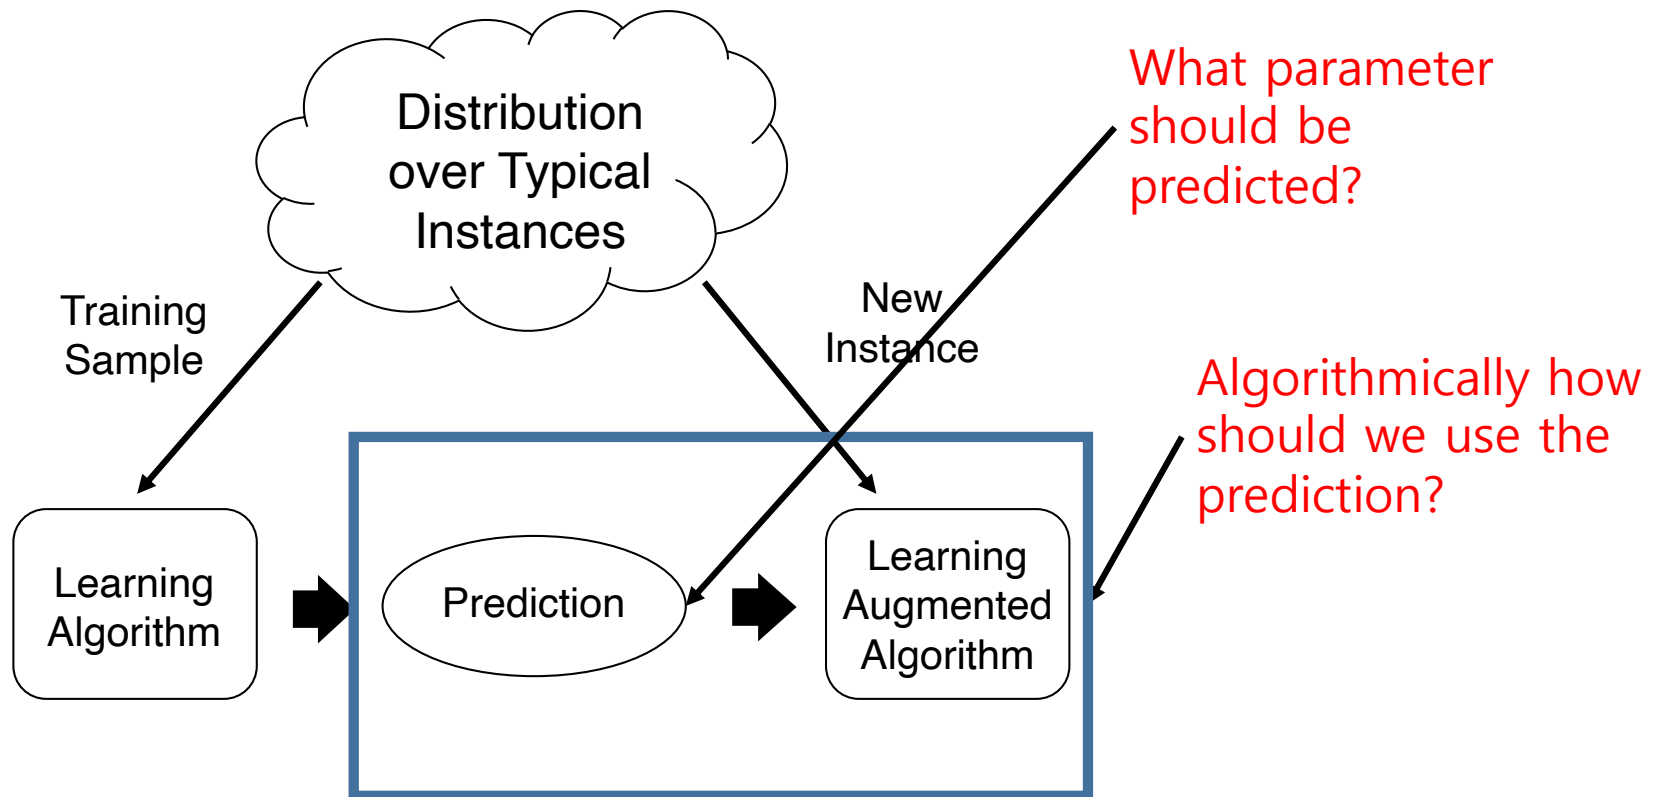 Distribution
over Typical
Instances
What parameter
should be
predicted?
Training
Sample
New
Instance
Algorithmically how
should we use the
prediction?
Learning
Algorithm
Prediction
Learning
Augmented
Algorithm